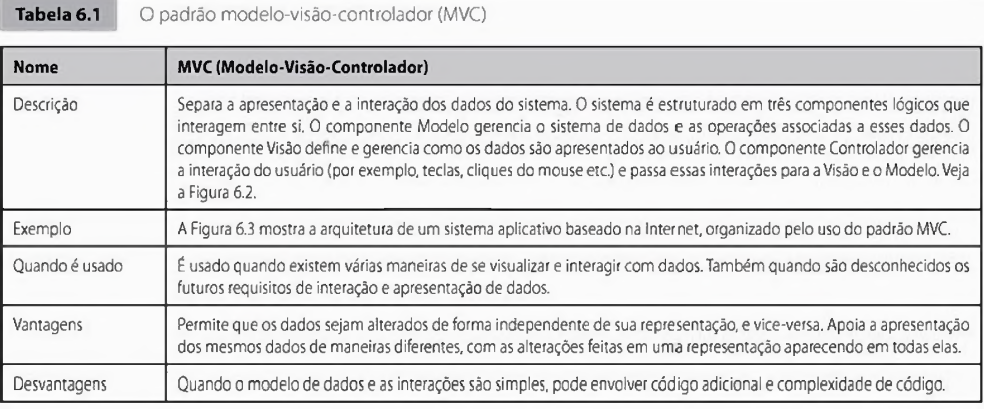 Tabela 6.1 O padrão modelo-visão-controlador (MVC)
Nome MVC (Modelo-Visão-Controlador)
Descrição Separa a apresentação e a interação dos dados do sistema. O sistema é estruturado em três componentes lógicos que
interagem entre si. O componente Modelo gerencia o sistema de dados e as operações associadas a esses dados. O
componente Visão define e gerencia como os dados são apresentados ao usuário. O componente Controlador gerencia
a interação do usuário (por exemplo, teclas, cliques do mouse etc.) e passa essas interações para a Visão e o Modelo. Veja
a Figura 6.2.
Exemplo A Figura 6.3 mostra a arquitetura de um sistema aplicativo baseado na Internet, organizado pelo uso do padrão MVC.
Quando é usado É usado quando existem várias maneiras de se visualizar e interagir com dados. Também quando são desconhecidos os
futuros requisitos de interação e apresentação de dados.
Vantagens Permite que os dados sejam alterados de forma independente de sua representação, e vice-versa. Apoia a apresentação
dos mesmos dados de maneiras diferentes, com as alterações feitas em uma representação aparecendo em todas elas.
Desvantagens Quando o modelo de dados e as interações são simples, pode envolver código adicional e complexidade de código.